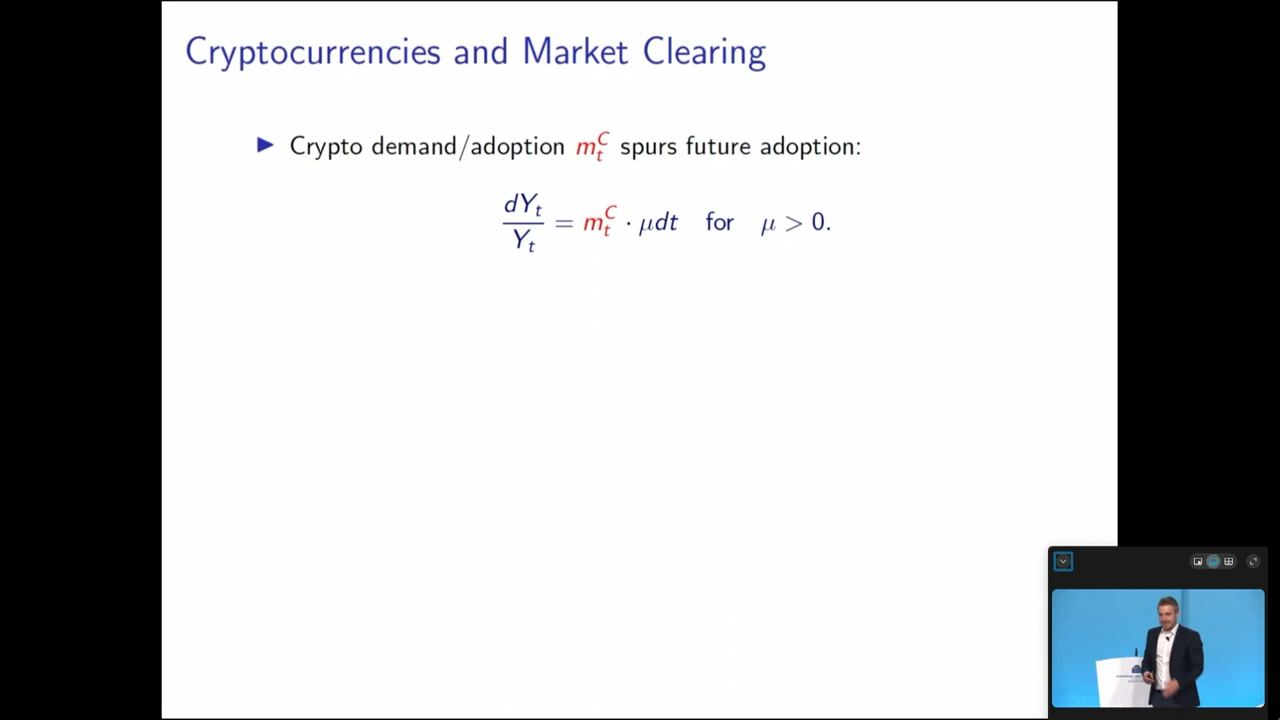 Cryptocurrencies and Market Clearing
▶ Crypto demand/adoption m_t^C spurs future adoption:
dY_t/Y_t = m_t^C · μdt for μ > 0.